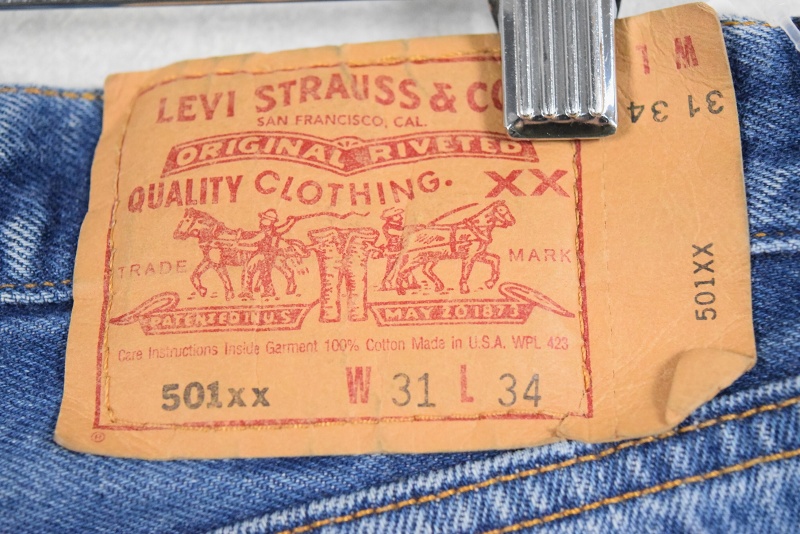 LEVI STRAUSS & CO
SAN FRANCISCO, CAL.
ORIGINAL RIVETED
QUALITY CLOTHING. XX
TRADE MARK
PATENTED IN U.S. MAY 20 1873
Care Instructions Inside Garment 100% Cotton Made in U.S.A. WPL 423
501xx W 31 L 34
®
M
31 34
501XX